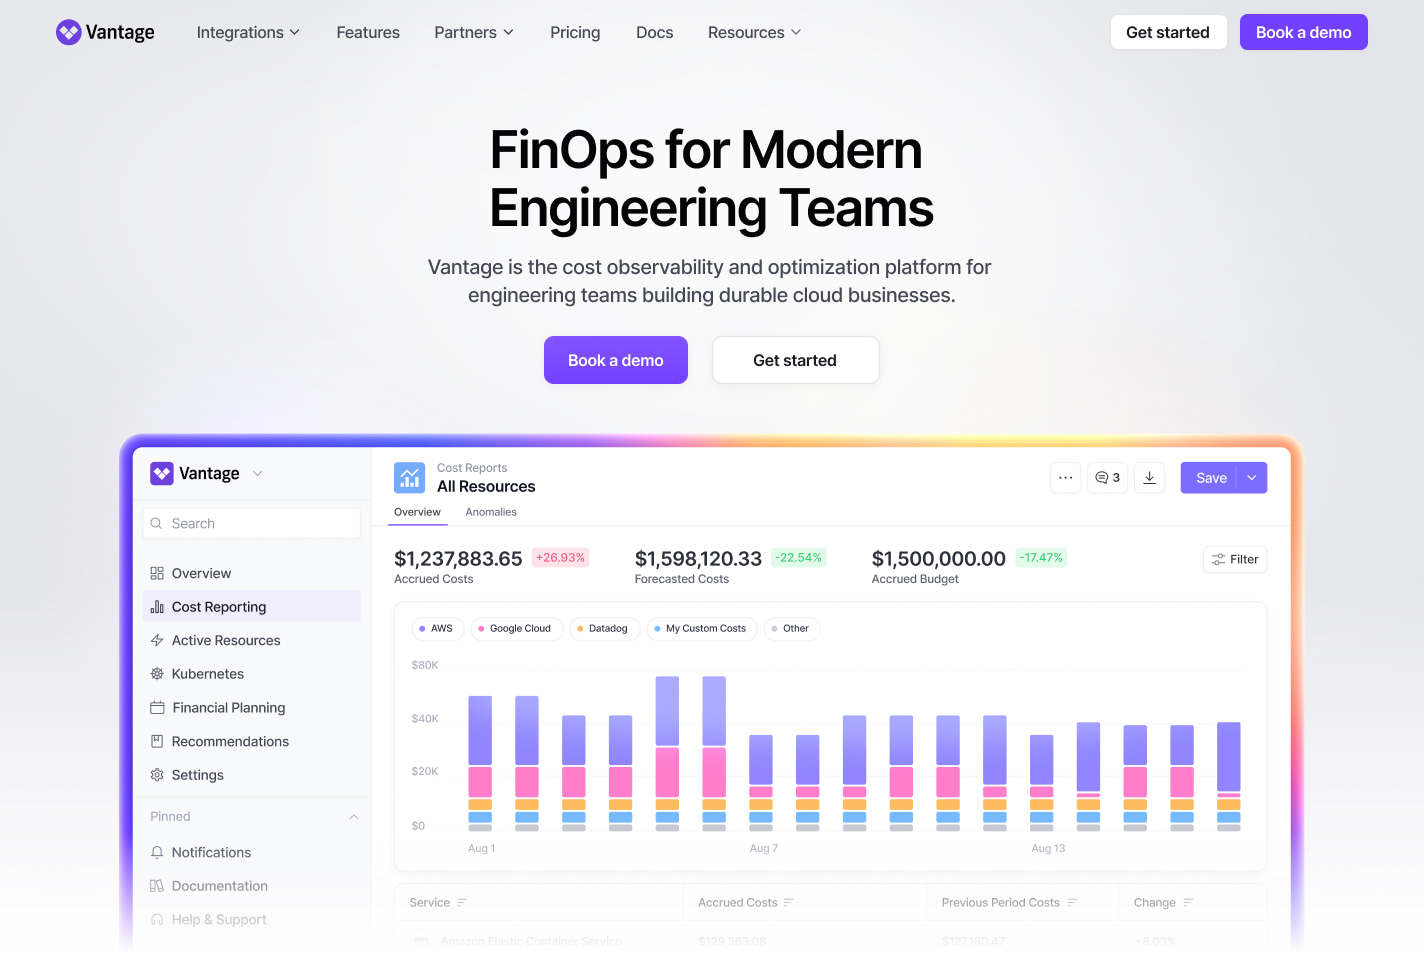 Vantage
Integrations
Features
Partners
Pricing
Docs
Resources
Get started
Book a demo
FinOps for Modern
Engineering Teams
Vantage is the cost observability and optimization platform for
engineering teams building durable cloud businesses.
Book a demo
Get started
Vantage
Search
Overview
Cost Reporting
Active Resources
Kubernetes
Financial Planning
Recommendations
Settings
Pinned
Notifications
Documentation
Help & Support
Cost Reports
All Resources
3
Save
Overview
Anomalies
$1,237,883.65 +26.93%
Accrued Costs
$1,598,120.33 -22.54%
Forecasted Costs
$1,500,000.00 -17.47%
Accrued Budget
Filter
AWS
Google Cloud
Datadog
My Custom Costs
Other
$80K
$40K
$20K
$0
Aug 1
Aug 7
Aug 13
Service
Accrued Costs
Previous Period Costs
Change
Amazon Elastic Container Service
$129,363.08
$127,180.47
+8.03%